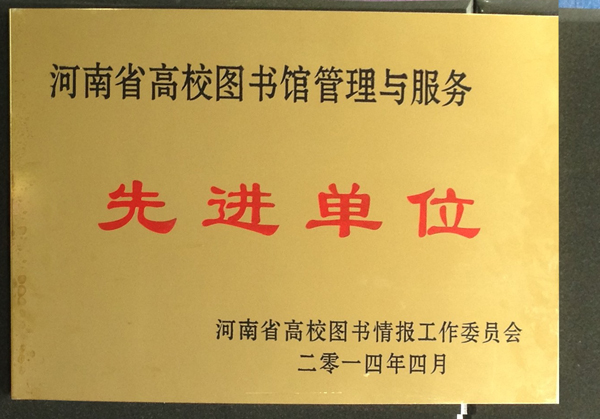 河南省高校图书馆管理与服务
先进单位
河南省高校图书情报工作委员会
二零一四年四月